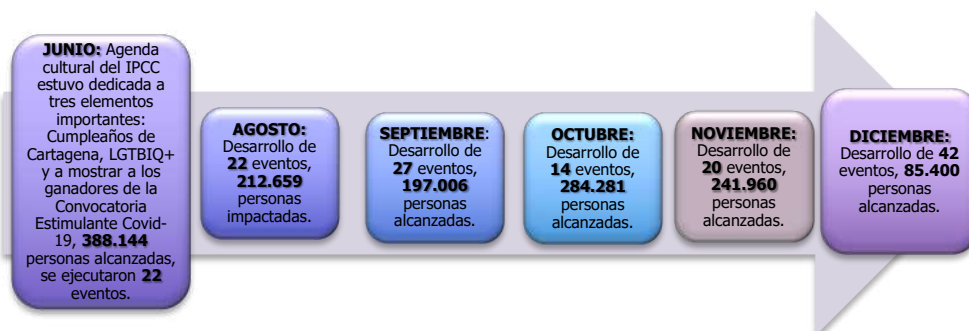 JUNIO: Agenda
cultural del IPCC
estuvo dedicada a
tres elementos
importantes:
Cumpleaños de
Cartagena, LGTBIQ+
y a mostrar a los
ganadores de la
Convocatoria
Estimulante Covid-
19, 388.144
personas alcanzadas,
se ejecutaron 22
eventos.
AGOSTO:
Desarrollo de
22 eventos,
212.659
personas
impactadas.
SEPTIEMBRE:
Desarrollo de
27 eventos,
197.006
personas
alcanzadas.
OCTUBRE:
Desarrollo de
14 eventos,
284.281
personas
alcanzadas.
NOVIEMBRE:
Desarrollo de
20 eventos,
241.960
personas
alcanzadas.
DICIEMBRE:
Desarrollo de 42
eventos, 85.400
personas
alcanzadas.